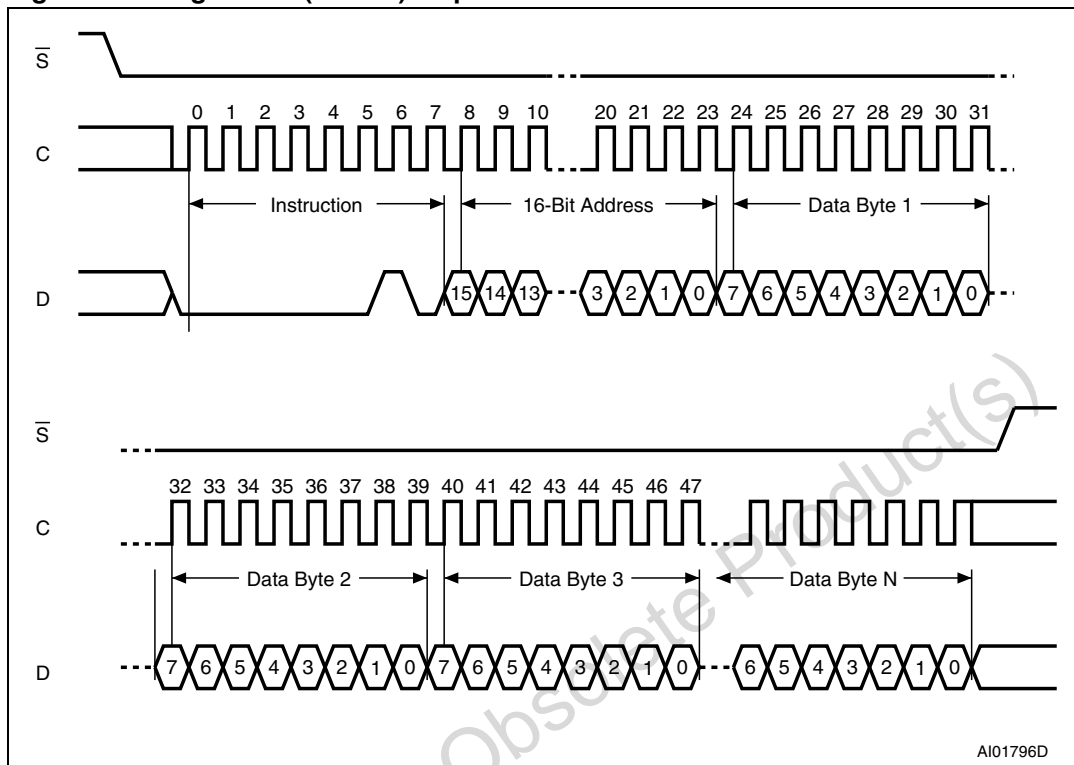 S
0 1 2 3 4 5 6 7 8 9 10 20 21 22 23 24 25 26 27 28 29 30 31
C
Instruction 16-Bit Address Data Byte 1
D 15 14 13 3 2 1 0 7 6 5 4 3 2 1 0
S
32 33 34 35 36 37 38 39 40 41 42 43 44 45 46 47
C
Data Byte 2 Data Byte 3 Data Byte N
D 7 6 5 4 3 2 1 0 7 6 5 4 3 2 1 0 6 5 4 3 2 1 0
Obsolete Product(s)
AI01796D